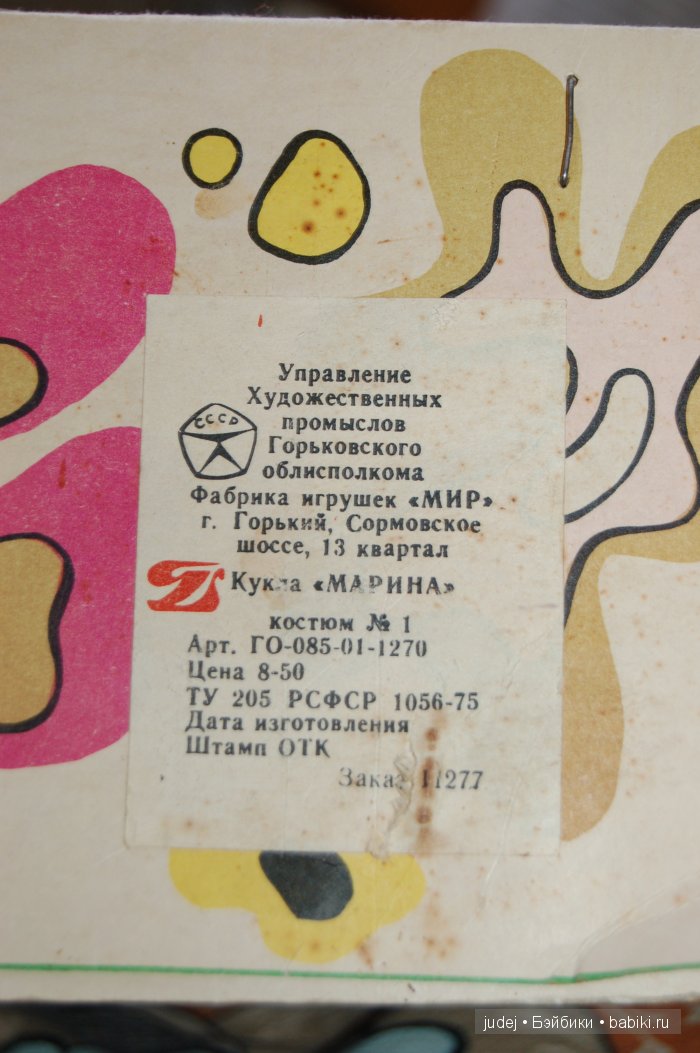 Управление
Художественных
СССР
промыслов
Горьковского
облисполкома
Фабрика игрушек «МИР»
г. Горький, Сормовское
шоссе, 13 квартал
Кукла «МАРИНА»
костюм № 1
Арт. ГО-085-01-1270
Цена 8-50
ТУ 205 РСФСР 1056-75
Дата изготовления
Штамп ОТК
Заказ 11277
judej • Бэйбики • babiki.ru